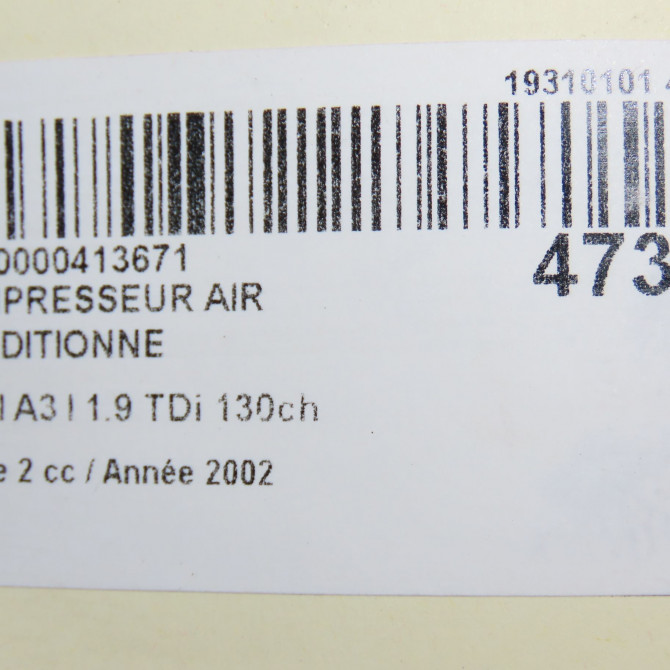 19310101 4
0000413671
473
PRESSEUR AIR
DITIONNE
I A3 I 1.9 TDi 130ch
e 2 cc / Année 2002